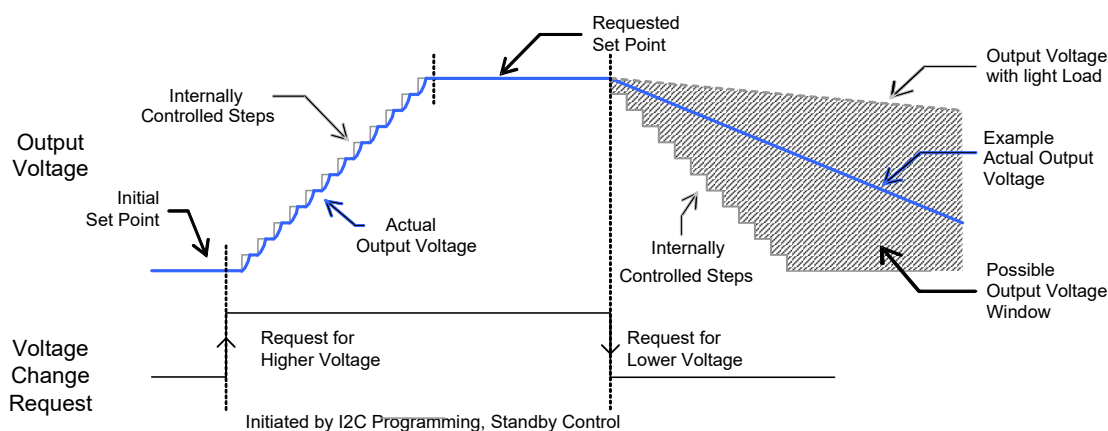 Requested
Set Point
Output Voltage
with light Load
Internally
Controlled Steps
Output
Voltage
Example
Actual Output
Voltage
Initial
Set Point
Actual
Output Voltage
Internally
Controlled Steps
Possible
Output Voltage
Window
Request for
Higher Voltage
Request for
Lower Voltage
Voltage
Change
Request
Initiated by I2C Programming, Standby Control